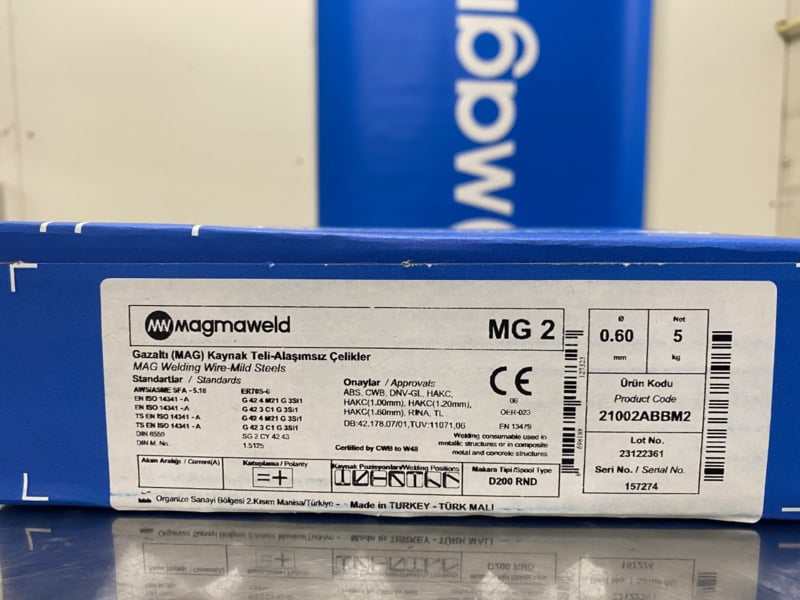 magmaweld
MG 2
Gazaltı (MAG) Kaynak Teli-Alaşımsız Çelikler
MAG Welding Wire-Mild Steels
Standartlar / Standards
AWS/ASME SFA - 5.18 ER70S-6
EN ISO 14341 - A G 42 4 M21 G 3Si1
EN ISO 14341 - A G 42 3 C1 G 3Si1
TS EN ISO 14341 - A G 42 4 M21 G 3Si1
TS EN ISO 14341 - A G 42 3 C1 G 3Si1
DIN 8559 SG 2 CY 42 43
DIN M. No. 1.5125
Onaylar / Approvals
ABS, CWB, DNV-GL, HAKC,
HAKC(1.00mm), HAKC(1.20mm),
HAKC(1.60mm), RINA, TL
DB:42.178.07/01,TUV:11071.06
Certified by CWB to W48
CE
06
OER-023
EN 13479
Welding consumable used in
metallic structures or in composite
metal and concrete structures.
Akım Aralığı / Current(A)
Kutuplama / Polarity
= +
Kaynak Pozisyonları/Welding Positions
Makara Tipi/Spool Type
D200 RND
Organize Sanayi Bölgesi 2.Kısım Manisa/Türkiye - Made in TURKEY - TÜRK MALI
Ø
0.60
mm
Net
5
kg
Ürün Kodu
Product Code
21002ABBM2
Lot No.
23122361
Seri No. / Serial No.
157274